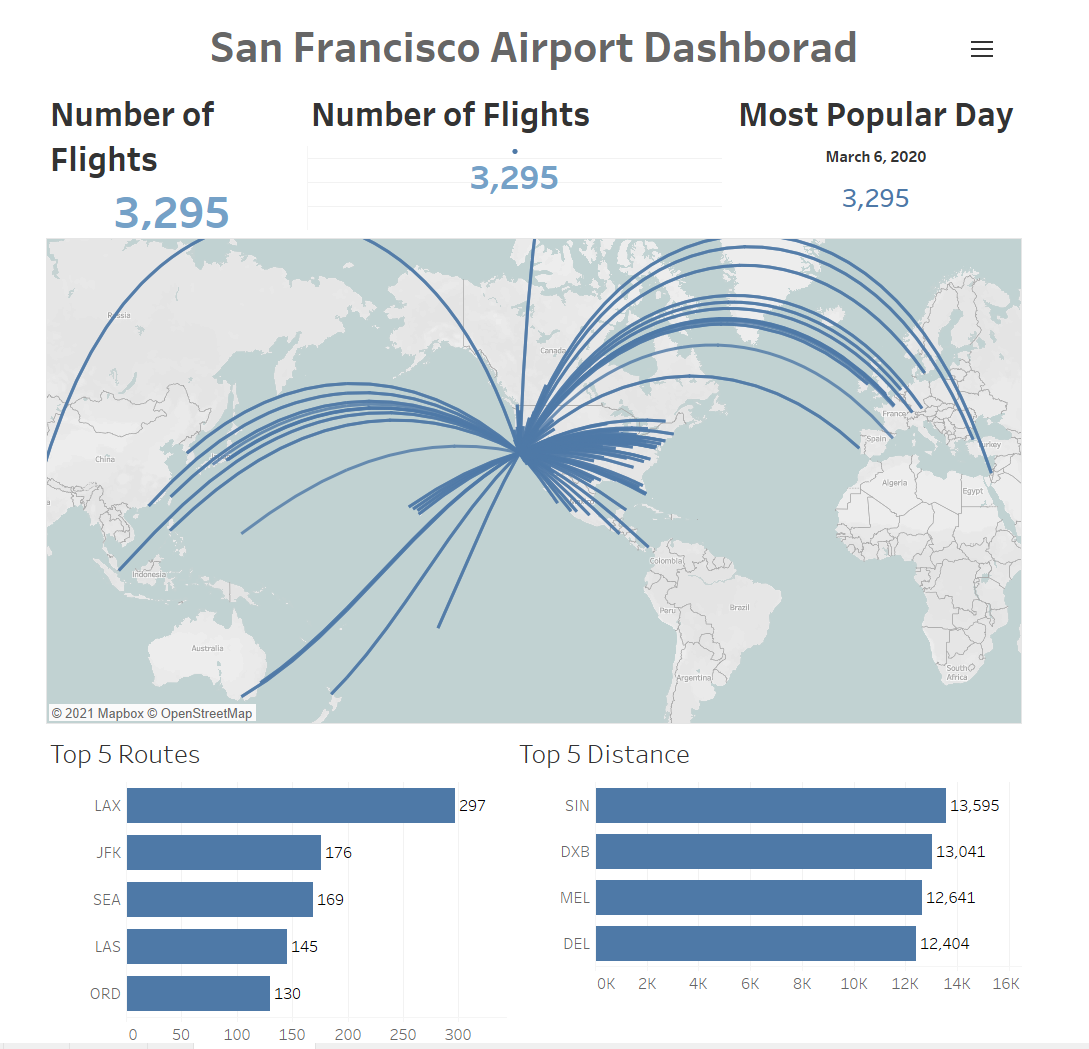 San Francisco Airport Dashborad
Number of
Flights
3,295
Number of Flights
3,295
Most Popular Day
March 6, 2020
3,295
Russia
Canada
China
France
Spain
Turkey
Algeria
Egypt
Indonesia
Colombia
Peru
Brazil
Australia
Argentina
South
Africa
© 2021 Mapbox © OpenStreetMap
Top 5 Routes
LAX 297
JFK 176
SEA 169
LAS 145
ORD 130
0 50 100 150 200 250 300
Top 5 Distance
SIN 13,595
DXB 13,041
MEL 12,641
DEL 12,404
0K 2K 4K 6K 8K 10K 12K 14K 16K